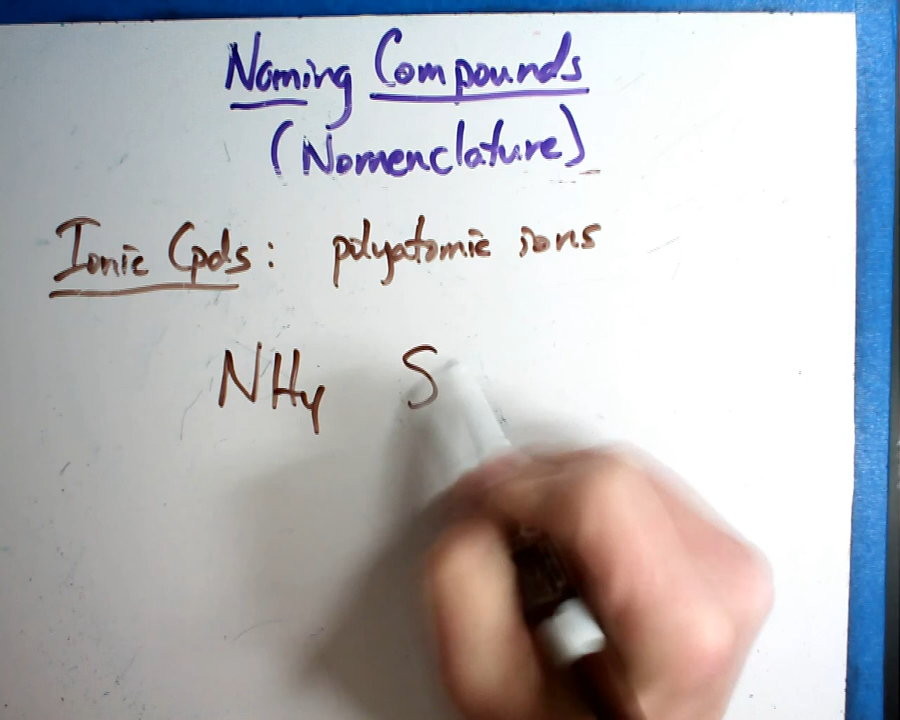 Naming Compounds
(Nomenclature)
Ionic Cpds: polyatomic ions
NH₄ S